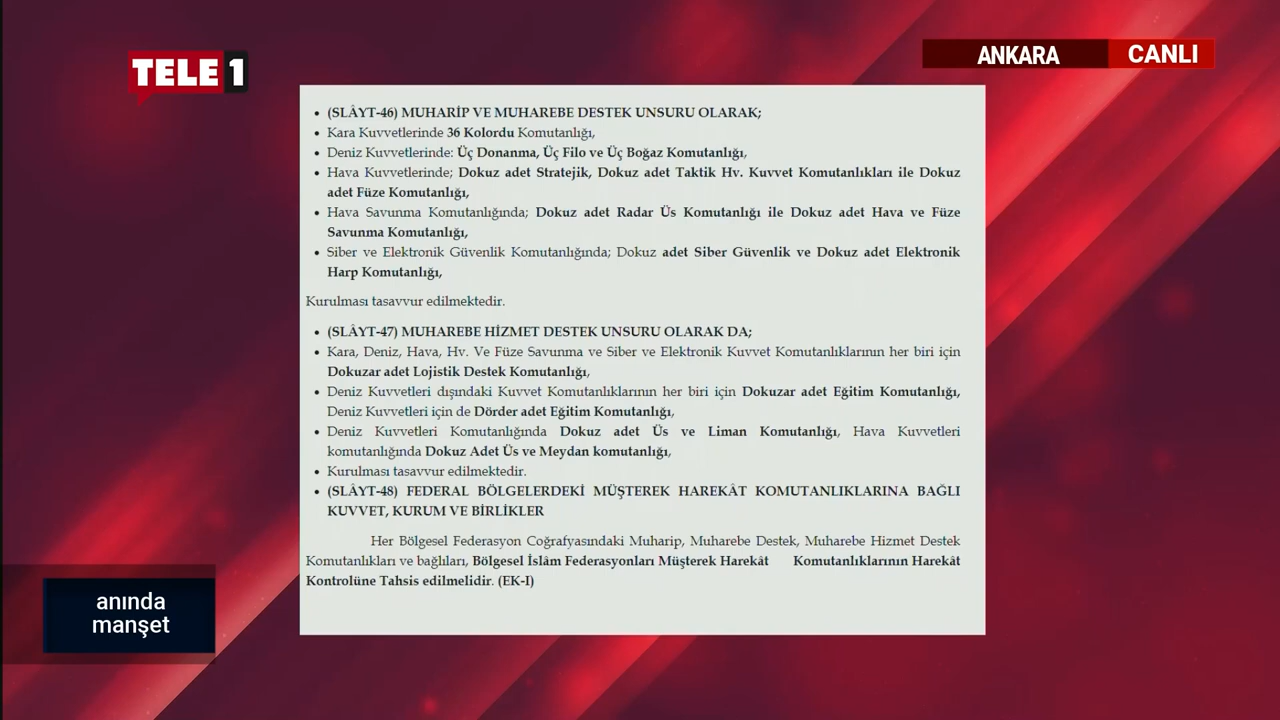 TELE 1
ANKARA CANLI
• (SLÂYT-46) MUHARİP VE MUHAREBE DESTEK UNSURU OLARAK;
• Kara Kuvvetlerinde 36 Kolordu Komutanlığı,
• Deniz Kuvvetlerinde: Üç Donanma, Üç Filo ve Üç Boğaz Komutanlığı,
• Hava Kuvvetlerinde; Dokuz adet Stratejik, Dokuz adet Taktik Hv. Kuvvet Komutanlıkları ile Dokuz
adet Füze Komutanlığı,
• Hava Savunma Komutanlığında; Dokuz adet Radar Üs Komutanlığı ile Dokuz adet Hava ve Füze
Savunma Komutanlığı,
• Siber ve Elektronik Güvenlik Komutanlığında; Dokuz adet Siber Güvenlik ve Dokuz adet Elektronik
Harp Komutanlığı,
Kurulması tasavvur edilmektedir.
• (SLÂYT-47) MUHAREBE HİZMET DESTEK UNSURU OLARAK DA;
• Kara, Deniz, Hava, Hv. Ve Füze Savunma ve Siber ve Elektronik Kuvvet Komutanlıklarının her biri için
Dokuzar adet Lojistik Destek Komutanlığı,
• Deniz Kuvvetleri dışındaki Kuvvet Komutanlıklarının her biri için Dokuzar adet Eğitim Komutanlığı,
Deniz Kuvvetleri için de Dörder adet Eğitim Komutanlığı,
• Deniz Kuvvetleri Komutanlığında Dokuz adet Üs ve Liman Komutanlığı, Hava Kuvvetleri
komutanlığında Dokuz Adet Üs ve Meydan komutanlığı,
• Kurulması tasavvur edilmektedir.
• (SLÂYT-48) FEDERAL BÖLGELERDEKİ MÜŞTEREK HAREKÂT KOMUTANLIKLARINA BAĞLI
KUVVET, KURUM VE BİRLİKLER
Her Bölgesel Federasyon Coğrafyasındaki Muharip, Muharebe Destek, Muharebe Hizmet Destek
Komutanlıkları ve bağlıları, Bölgesel İslâm Federasyonları Müşterek Harekât Komutanlıklarının Harekât
Kontrolüne Tahsis edilmelidir. (EK-I)
anında
manşet